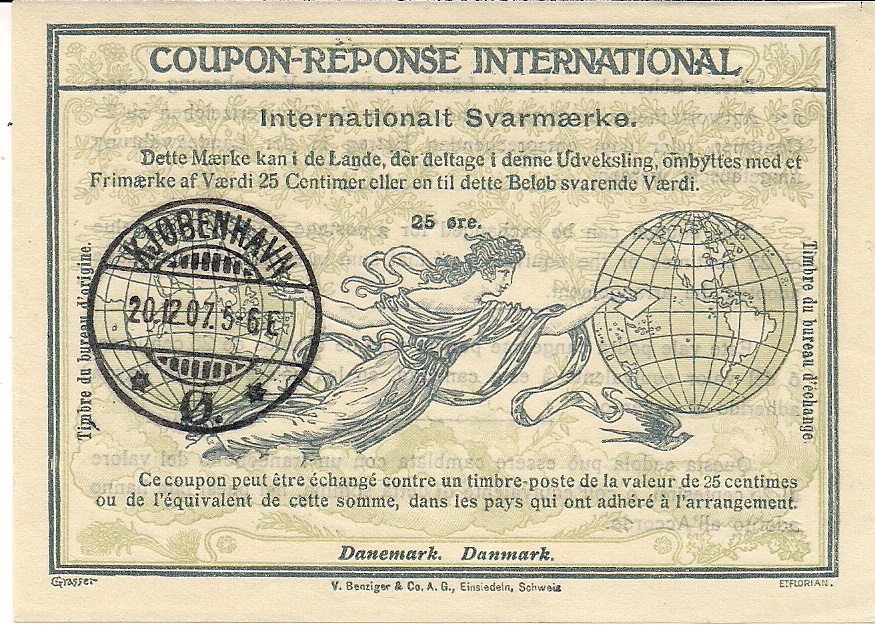 COUPON-RÉPONSE INTERNATIONAL
Internationalt Svarmærke.
Dette Mærke kan i de Lande, der deltage i denne Udveksling, ombyttes med et
Frimærke af Værdi 25 Centimer eller en til dette Beløb svarende Værdi.
25 øre.
Timbre du bureau d'origine.
KJØBENHAVN
20.12.07. 5-6 E
Ø.
Timbre du bureau d'échange.
Ce coupon peut être échangé contre un timbre-poste de la valeur de 25 centimes
ou de l'équivalent de cette somme, dans les pays qui ont adhéré à l'arrangement.
Danemark. Danmark.
Grasset
V. Benziger & Co. A. G., Einsiedeln, Schweiz
E. FLORIAN.